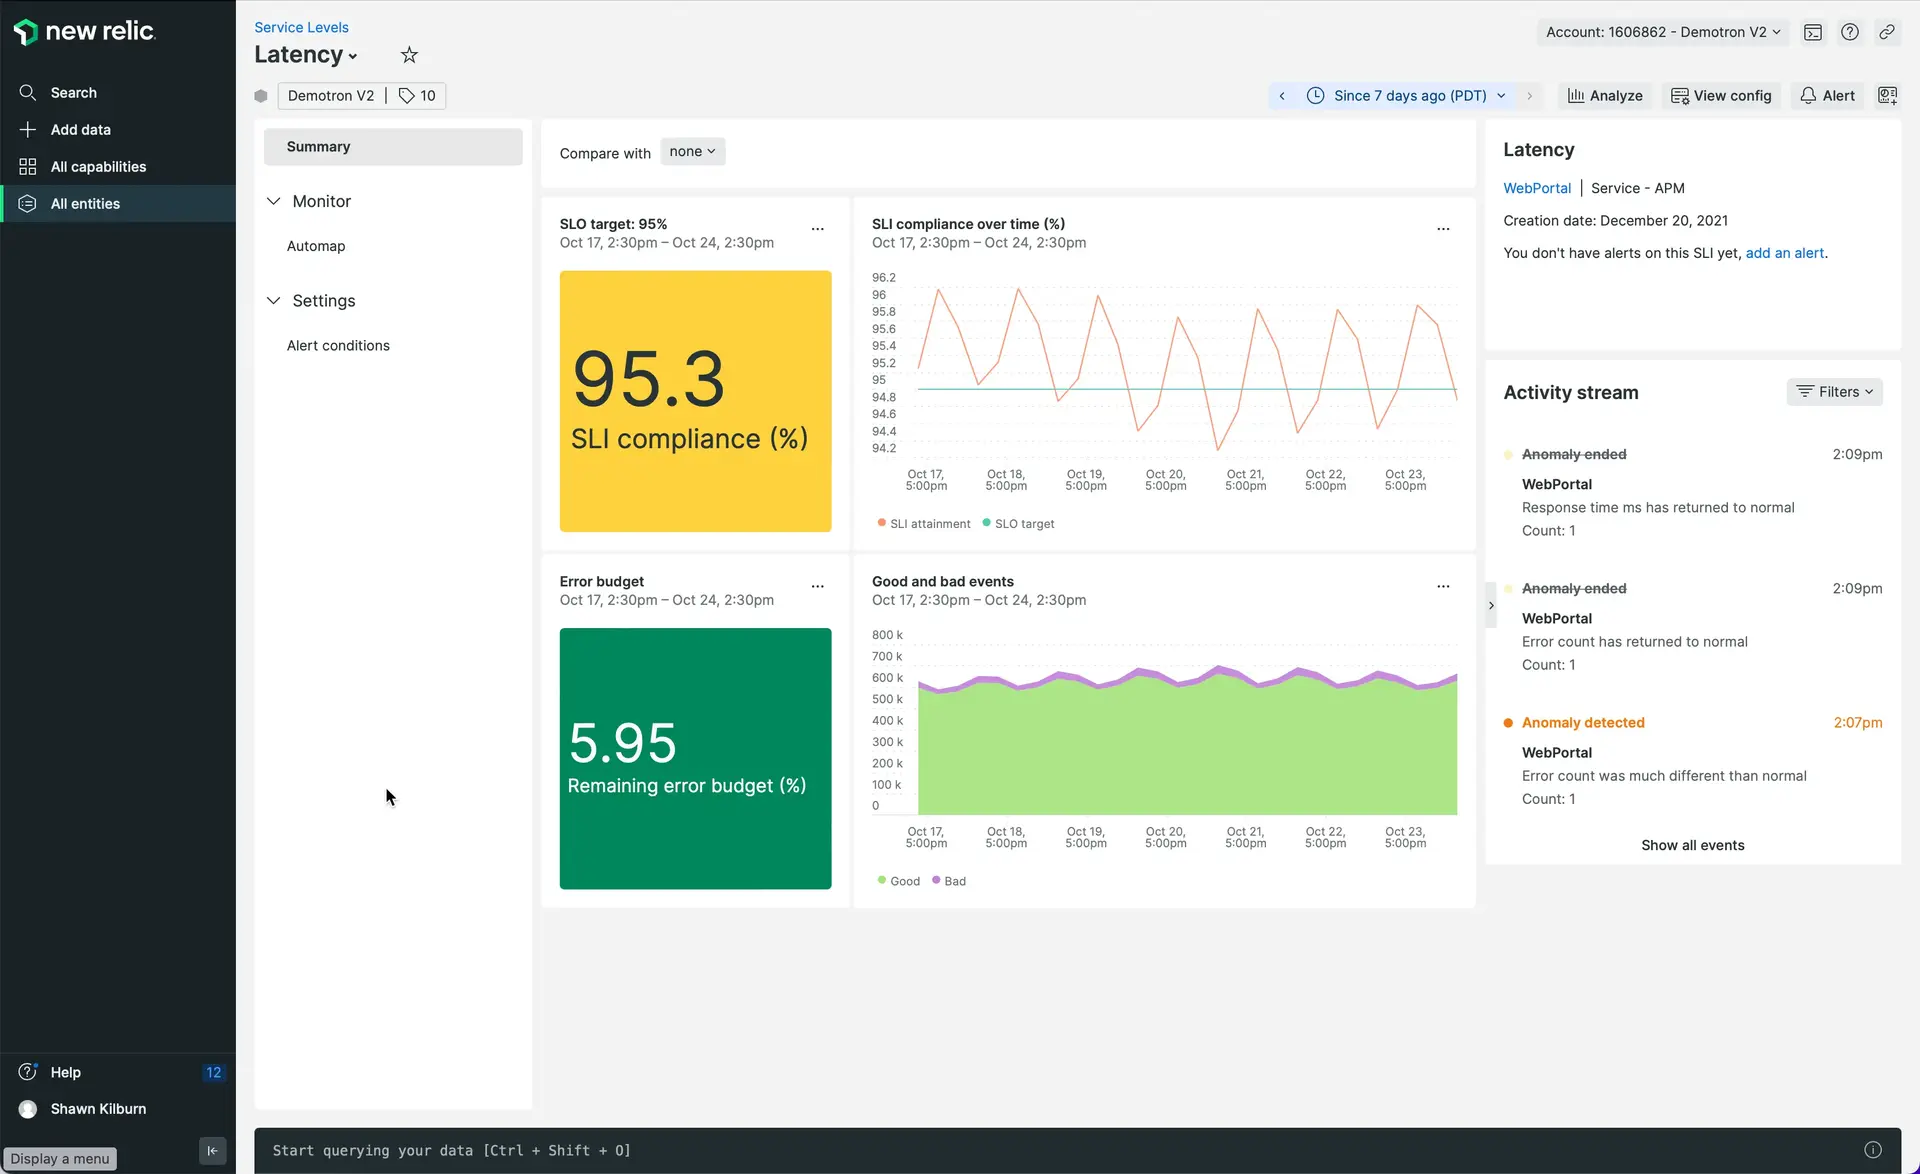 new relic.
Search
Add data
All capabilities
All entities
Help 12
Shawn Kilburn
Display a menu
Service Levels
Latency
Account: 1606862 - Demotron V2
Demotron V2 | 10
Since 7 days ago (PDT)
Analyze
View config
Alert
Summary
Monitor
Automap
Settings
Alert conditions
Compare with none
SLO target: 95%
Oct 17, 2:30pm – Oct 24, 2:30pm
95.3
SLI compliance (%)
SLI compliance over time (%)
Oct 17, 2:30pm – Oct 24, 2:30pm
96.2
96
95.8
95.6
95.4
95.2
95
94.8
94.6
94.4
94.2
Oct 17, Oct 18, Oct 19, Oct 20, Oct 21, Oct 22, Oct 23,
5:00pm 5:00pm 5:00pm 5:00pm 5:00pm 5:00pm 5:00pm
SLI attainment SLO target
Error budget
Oct 17, 2:30pm – Oct 24, 2:30pm
5.95
Remaining error budget (%)
Good and bad events
Oct 17, 2:30pm – Oct 24, 2:30pm
800 k
700 k
600 k
500 k
400 k
300 k
200 k
100 k
0
Oct 17, Oct 18, Oct 19, Oct 20, Oct 21, Oct 22, Oct 23,
5:00pm 5:00pm 5:00pm 5:00pm 5:00pm 5:00pm 5:00pm
Good Bad
Latency
WebPortal | Service - APM
Creation date: December 20, 2021
You don't have alerts on this SLI yet, add an alert.
Activity stream
Filters
Anomaly ended 2:09pm
WebPortal
Response time ms has returned to normal
Count: 1
Anomaly ended 2:09pm
WebPortal
Error count has returned to normal
Count: 1
Anomaly detected 2:07pm
WebPortal
Error count was much different than normal
Count: 1
Show all events
Start querying your data [Ctrl + Shift + O]